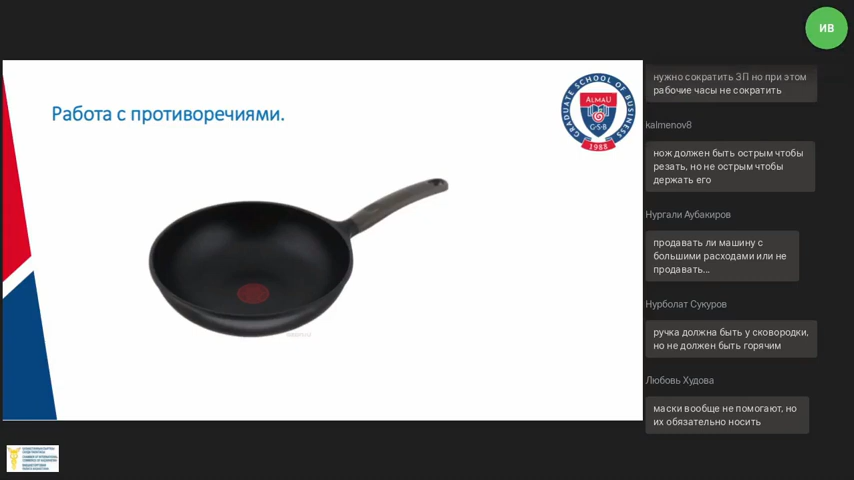 ИВ
Работа с противоречиями.
GRADUATE SCHOOL OF BUSINESS
ALMAU
G·S·B
1988
нужно сократить ЗП но при этом
рабочие часы не сократить
kalmenov8
нож должен быть острым чтобы
резать, но не острым чтобы
держать его
Нургали Аубакиров
продавать ли машину с
большими расходами или не
продавать...
Нурболат Сукуров
ручка должна быть у сковородки,
но не должен быть горячим
Любовь Худова
маски вообще не помогают, но
их обязательно носить